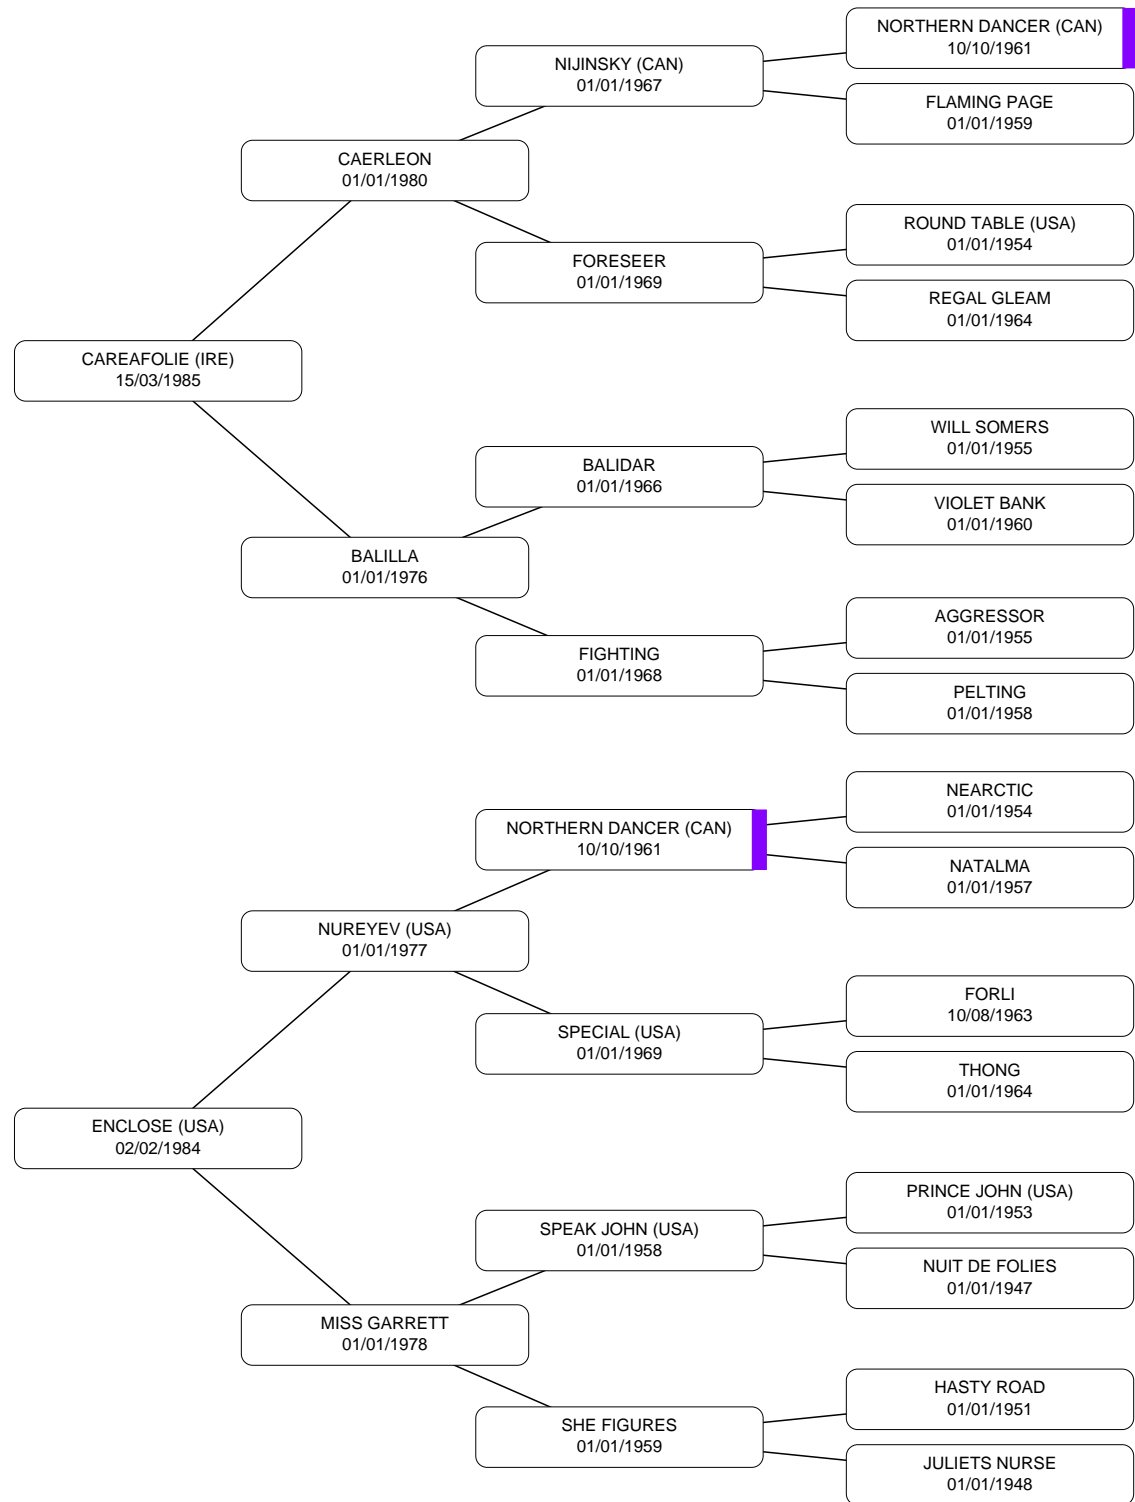 NORTHERN DANCER (CAN)
10/10/1961
NIJINSKY (CAN)
01/01/1967
FLAMING PAGE
01/01/1959
CAERLEON
01/01/1980
ROUND TABLE (USA)
01/01/1954
FORESEER
01/01/1969
REGAL GLEAM
01/01/1964
CAREAFOLIE (IRE)
15/03/1985
WILL SOMERS
01/01/1955
BALIDAR
01/01/1966
VIOLET BANK
01/01/1960
BALILLA
01/01/1976
AGGRESSOR
01/01/1955
FIGHTING
01/01/1968
PELTING
01/01/1958
NEARCTIC
01/01/1954
NORTHERN DANCER (CAN)
10/10/1961
NATALMA
01/01/1957
NUREYEV (USA)
01/01/1977
FORLI
10/08/1963
SPECIAL (USA)
01/01/1969
THONG
01/01/1964
ENCLOSE (USA)
02/02/1984
PRINCE JOHN (USA)
01/01/1953
SPEAK JOHN (USA)
01/01/1958
NUIT DE FOLIES
01/01/1947
MISS GARRETT
01/01/1978
HASTY ROAD
01/01/1951
SHE FIGURES
01/01/1959
JULIETS NURSE
01/01/1948